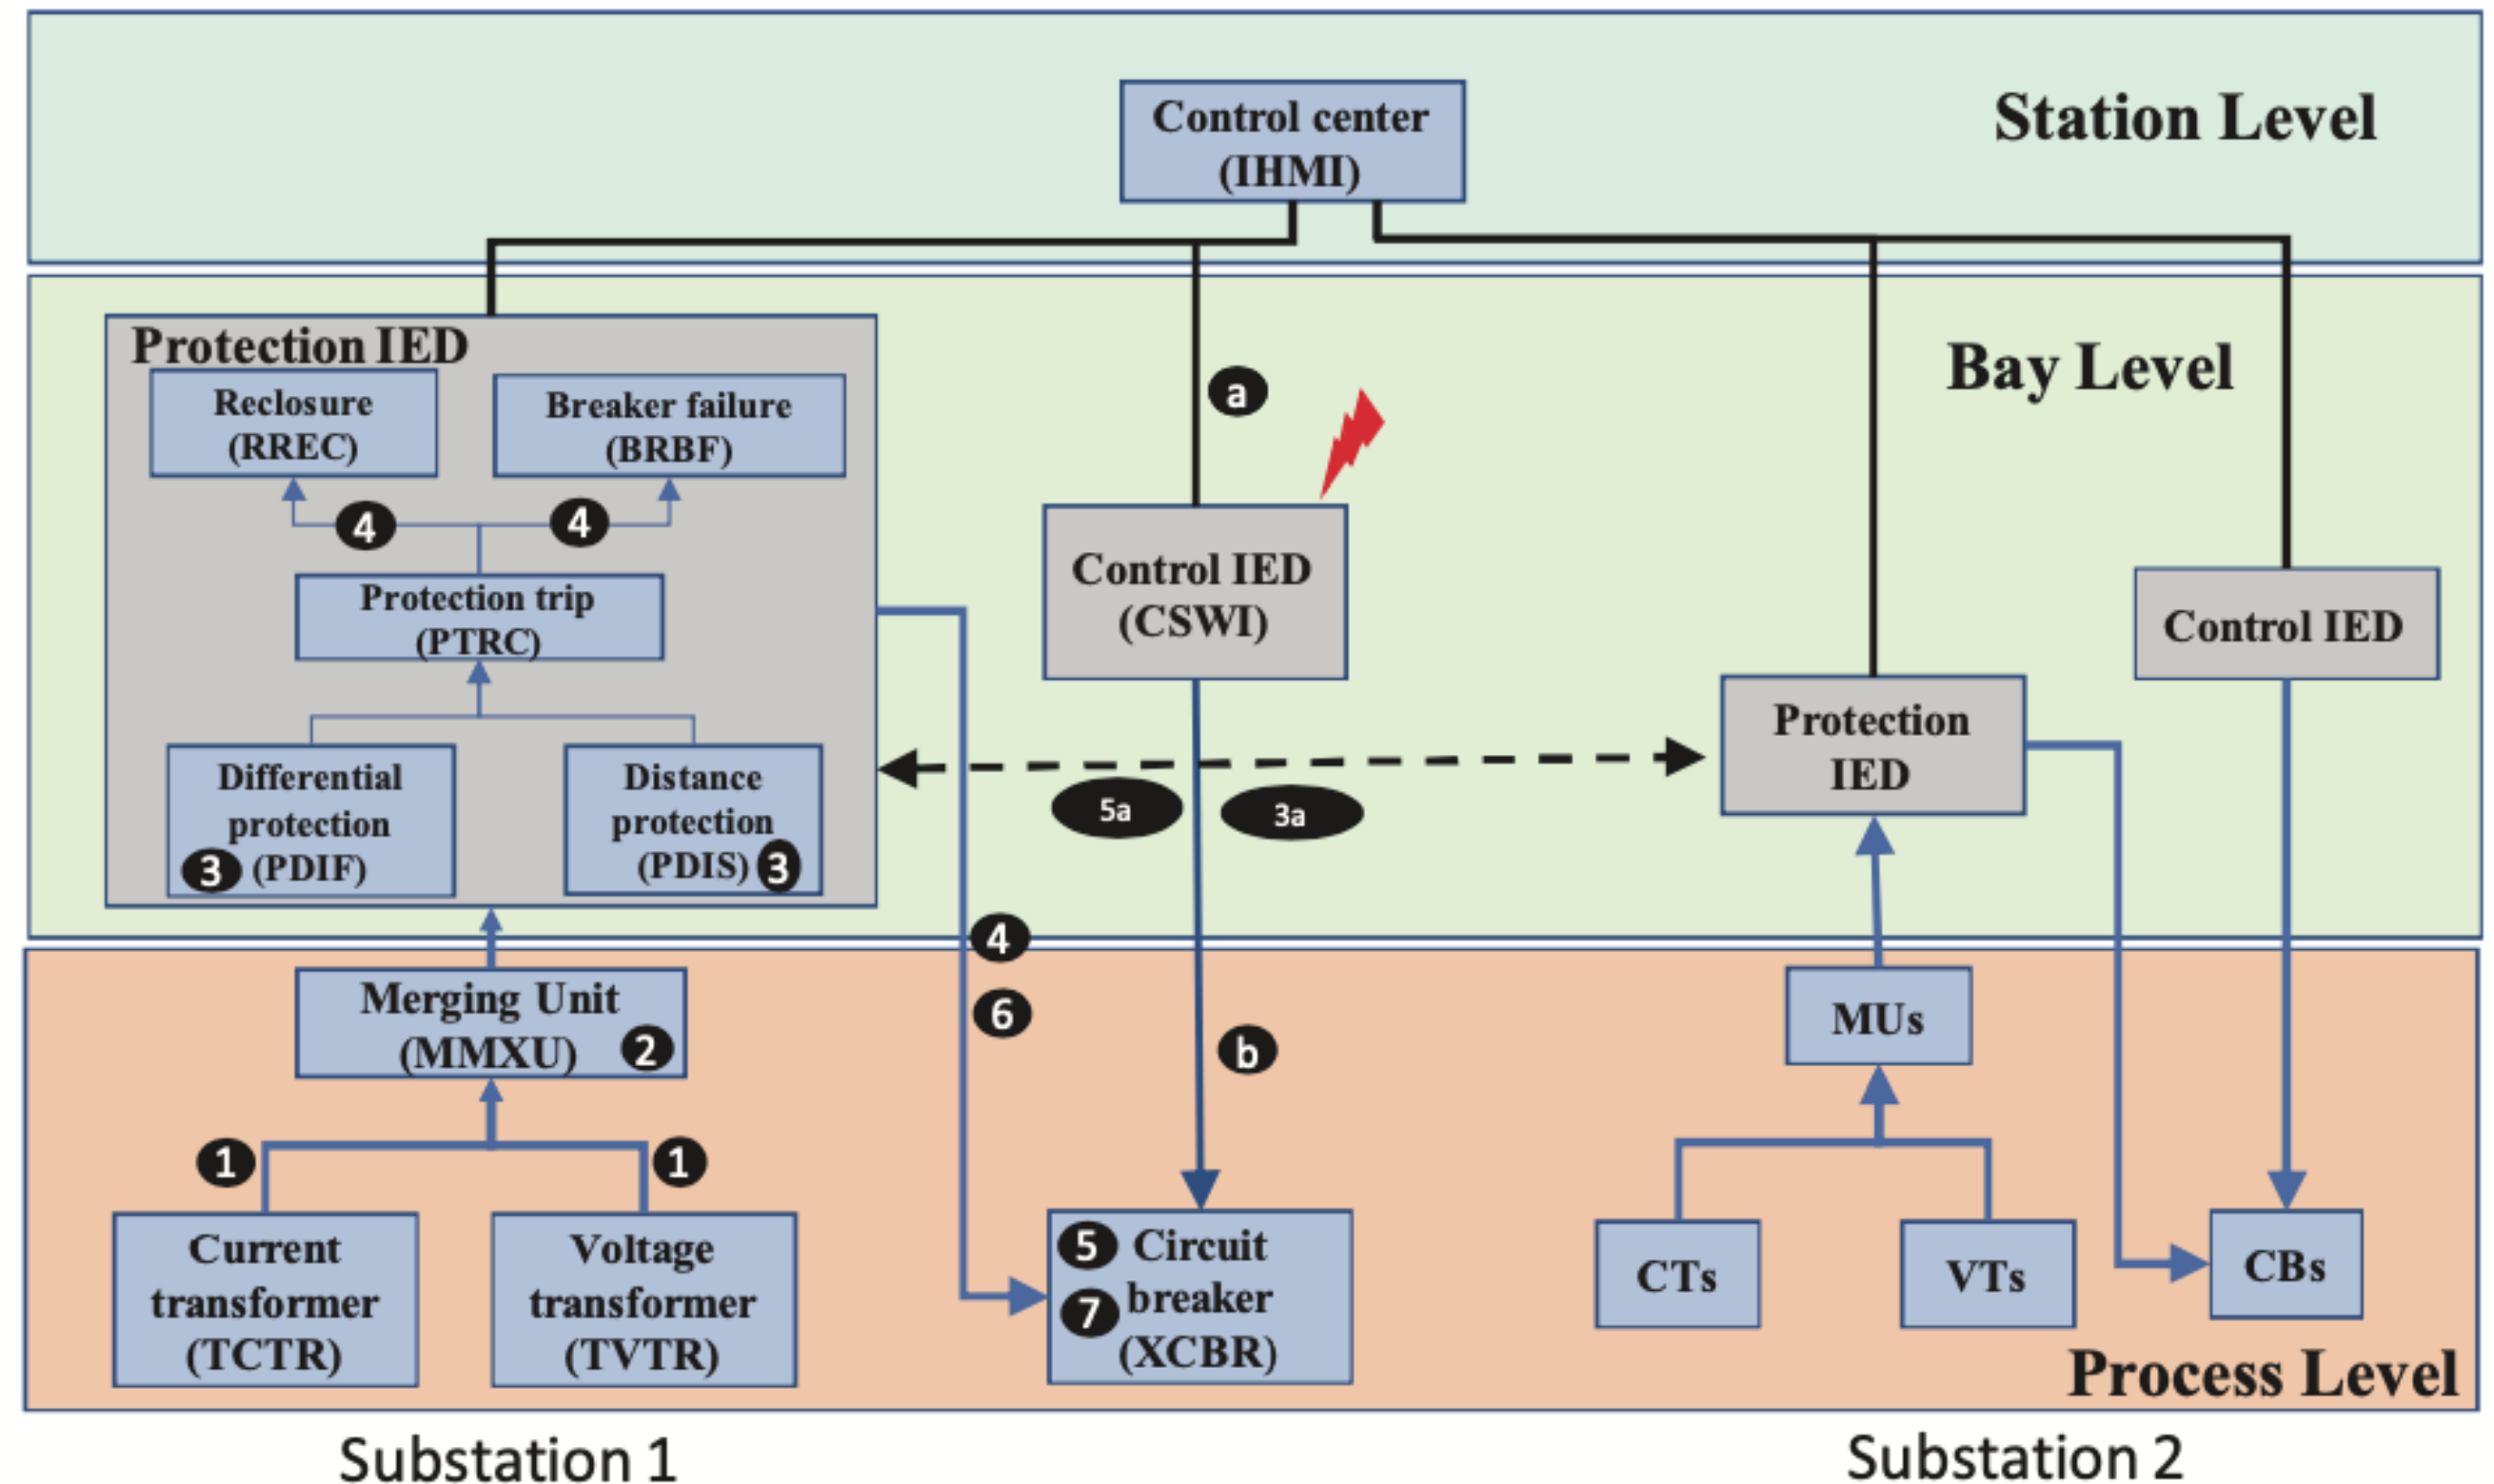 Control center
(IHMI)
Station Level
Protection IED
Reclosure
(RREC)
Breaker failure
(BRBF)
4
4
Protection trip
(PTRC)
Differential
protection
3 (PDIF)
Distance
protection
(PDIS) 3
a
Control IED
(CSWI)
Bay Level
Control IED
Protection
IED
5a
3a
4
6
b
Merging Unit
(MMXU) 2
1
1
Current
transformer
(TCTR)
Voltage
transformer
(TVTR)
5 Circuit
7 breaker
(XCBR)
MUs
CTs
VTs
CBs
Process Level
Substation 1
Substation 2